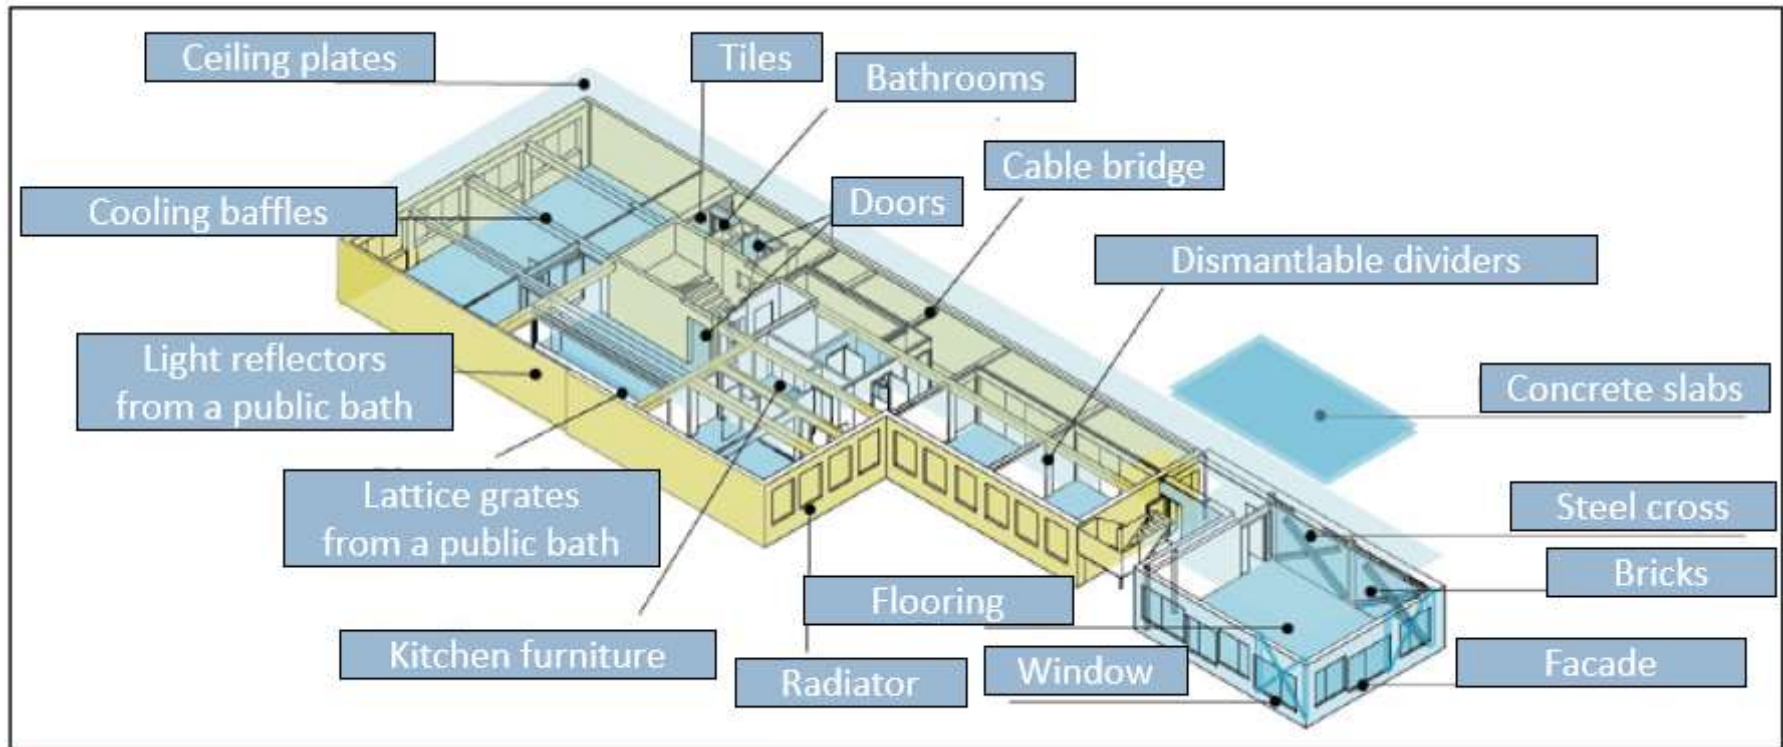 Ceiling plates
Tiles
Bathrooms
Cable bridge
Cooling baffles
Doors
Dismantlable dividers
Light reflectors
from a public bath
Concrete slabs
Lattice grates
from a public bath
Steel cross
Bricks
Flooring
Kitchen furniture
Radiator
Window
Facade